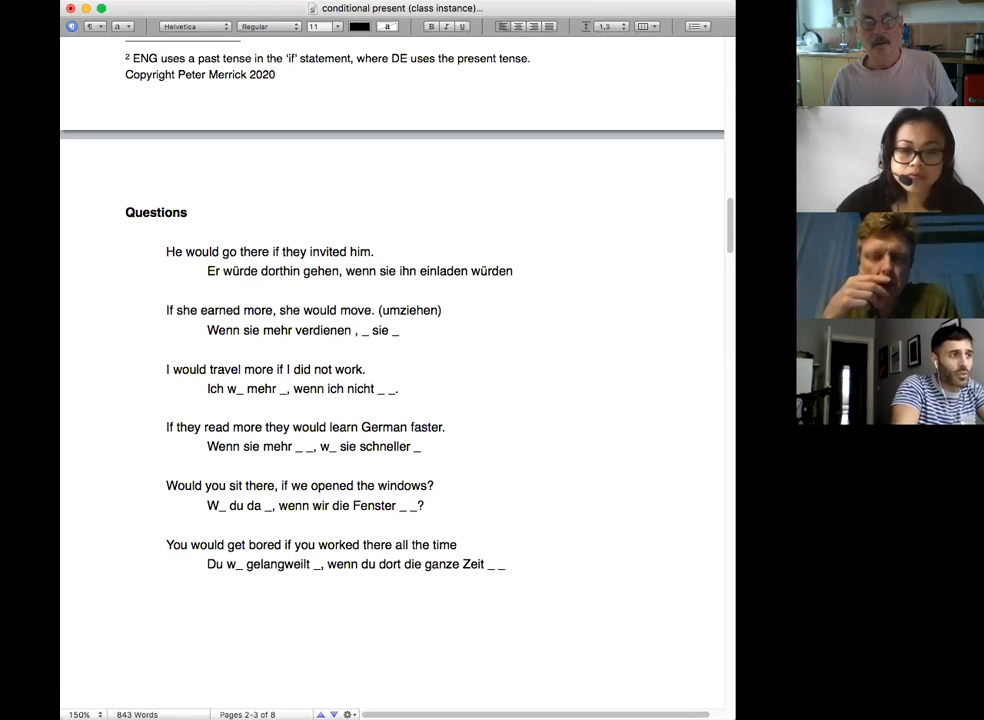 conditional present (class instance)...
Helvetica Regular 11 a B I U 1,3
² ENG uses a past tense in the 'if' statement, where DE uses the present tense.
Copyright Peter Merrick 2020
Questions
He would go there if they invited him.
Er würde dorthin gehen, wenn sie ihn einladen würden
If she earned more, she would move. (umziehen)
Wenn sie mehr verdienen , _ sie _
I would travel more if I did not work.
Ich w_ mehr _, wenn ich nicht _ _.
If they read more they would learn German faster.
Wenn sie mehr _ _, w_ sie schneller _
Would you sit there, if we opened the windows?
W_ du da _, wenn wir die Fenster _ _?
You would get bored if you worked there all the time
Du w_ gelangweilt _, wenn du dort die ganze Zeit _ _
150% 843 Words Pages 2-3 of 8